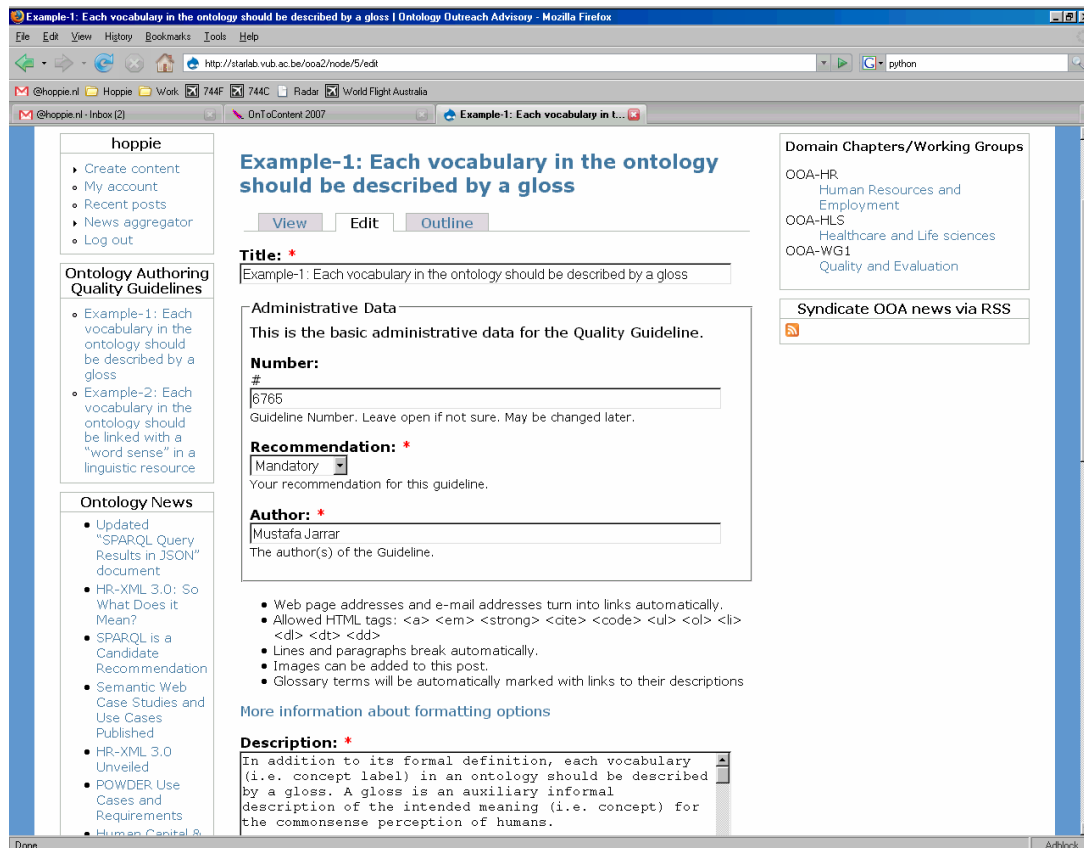 Example-1: Each vocabulary in the ontology should be described by a gloss | Ontology Outreach Advisory - Mozilla Firefox
File Edit View History Bookmarks Tools Help
http://starlab.vub.ac.be/ooa2/node/5/edit
G python
@hoppie.nl Hoppie Work 744F 744C Radar World Flight Australia
@hoppie.nl - Inbox (2)
OnToContent 2007
Example-1: Each vocabulary in t...
hoppie
Create content
My account
Recent posts
News aggregator
Log out
Ontology Authoring
Quality Guidelines
Example-1: Each
vocabulary in the
ontology should
be described by a
gloss
Example-2: Each
vocabulary in the
ontology should
be linked with a
"word sense" in a
linguistic resource
Ontology News
Updated
"SPARQL Query
Results in JSON"
document
HR-XML 3.0: So
What Does it
Mean?
SPARQL is a
Candidate
Recommendation
Semantic Web
Case Studies and
Use Cases
Published
HR-XML 3.0
Unveiled
POWDER Use
Cases and
Requirements
Human Capital &
Example-1: Each vocabulary in the ontology
should be described by a gloss
View Edit Outline
Title: *
Example-1: Each vocabulary in the ontology should be described by a gloss
Administrative Data
This is the basic administrative data for the Quality Guideline.
Number:
#
6765
Guideline Number. Leave open if not sure. May be changed later.
Recommendation: *
Mandatory
Your recommendation for this guideline.
Author: *
Mustafa Jarrar
The author(s) of the Guideline.
Web page addresses and e-mail addresses turn into links automatically.
Allowed HTML tags: <a> <em> <strong> <cite> <code> <ul> <ol> <li>
<dl> <dt> <dd>
Lines and paragraphs break automatically.
Images can be added to this post.
Glossary terms will be automatically marked with links to their descriptions
More information about formatting options
Description: *
In addition to its formal definition, each vocabulary
(i.e. concept label) in an ontology should be described
by a gloss. A gloss is an auxiliary informal
description of the intended meaning (i.e. concept) for
the commonsense perception of humans.
Domain Chapters/Working Groups
OOA-HR
Human Resources and
Employment
OOA-HLS
Healthcare and Life sciences
OOA-WG1
Quality and Evaluation
Syndicate OOA news via RSS
Done
Adblock